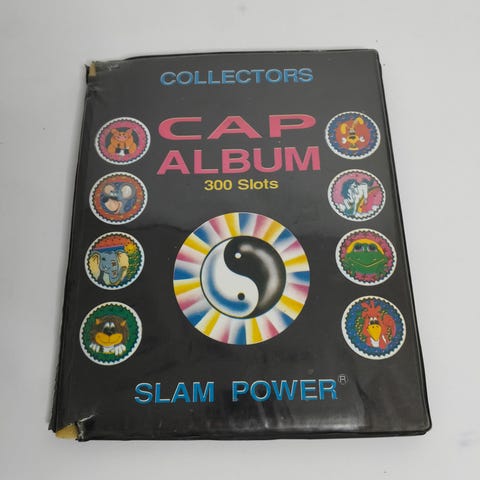 COLLECTORS
CAP
ALBUM
300 Slots
SLAM POWER®